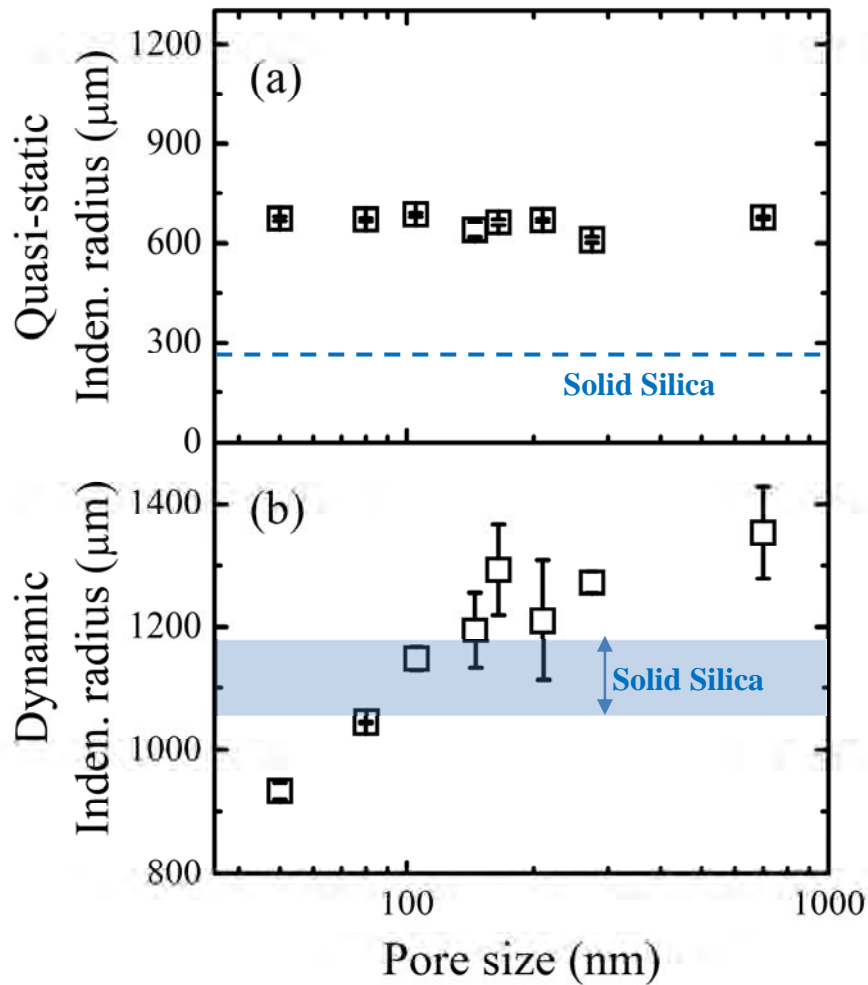 Quasi-static
Inden. radius (μm)
1200
900
600
300
0
(a)
Solid Silica
Dynamic
Inden. radius (μm)
1400
1200
1000
800
(b)
Solid Silica
100
1000
Pore size (nm)